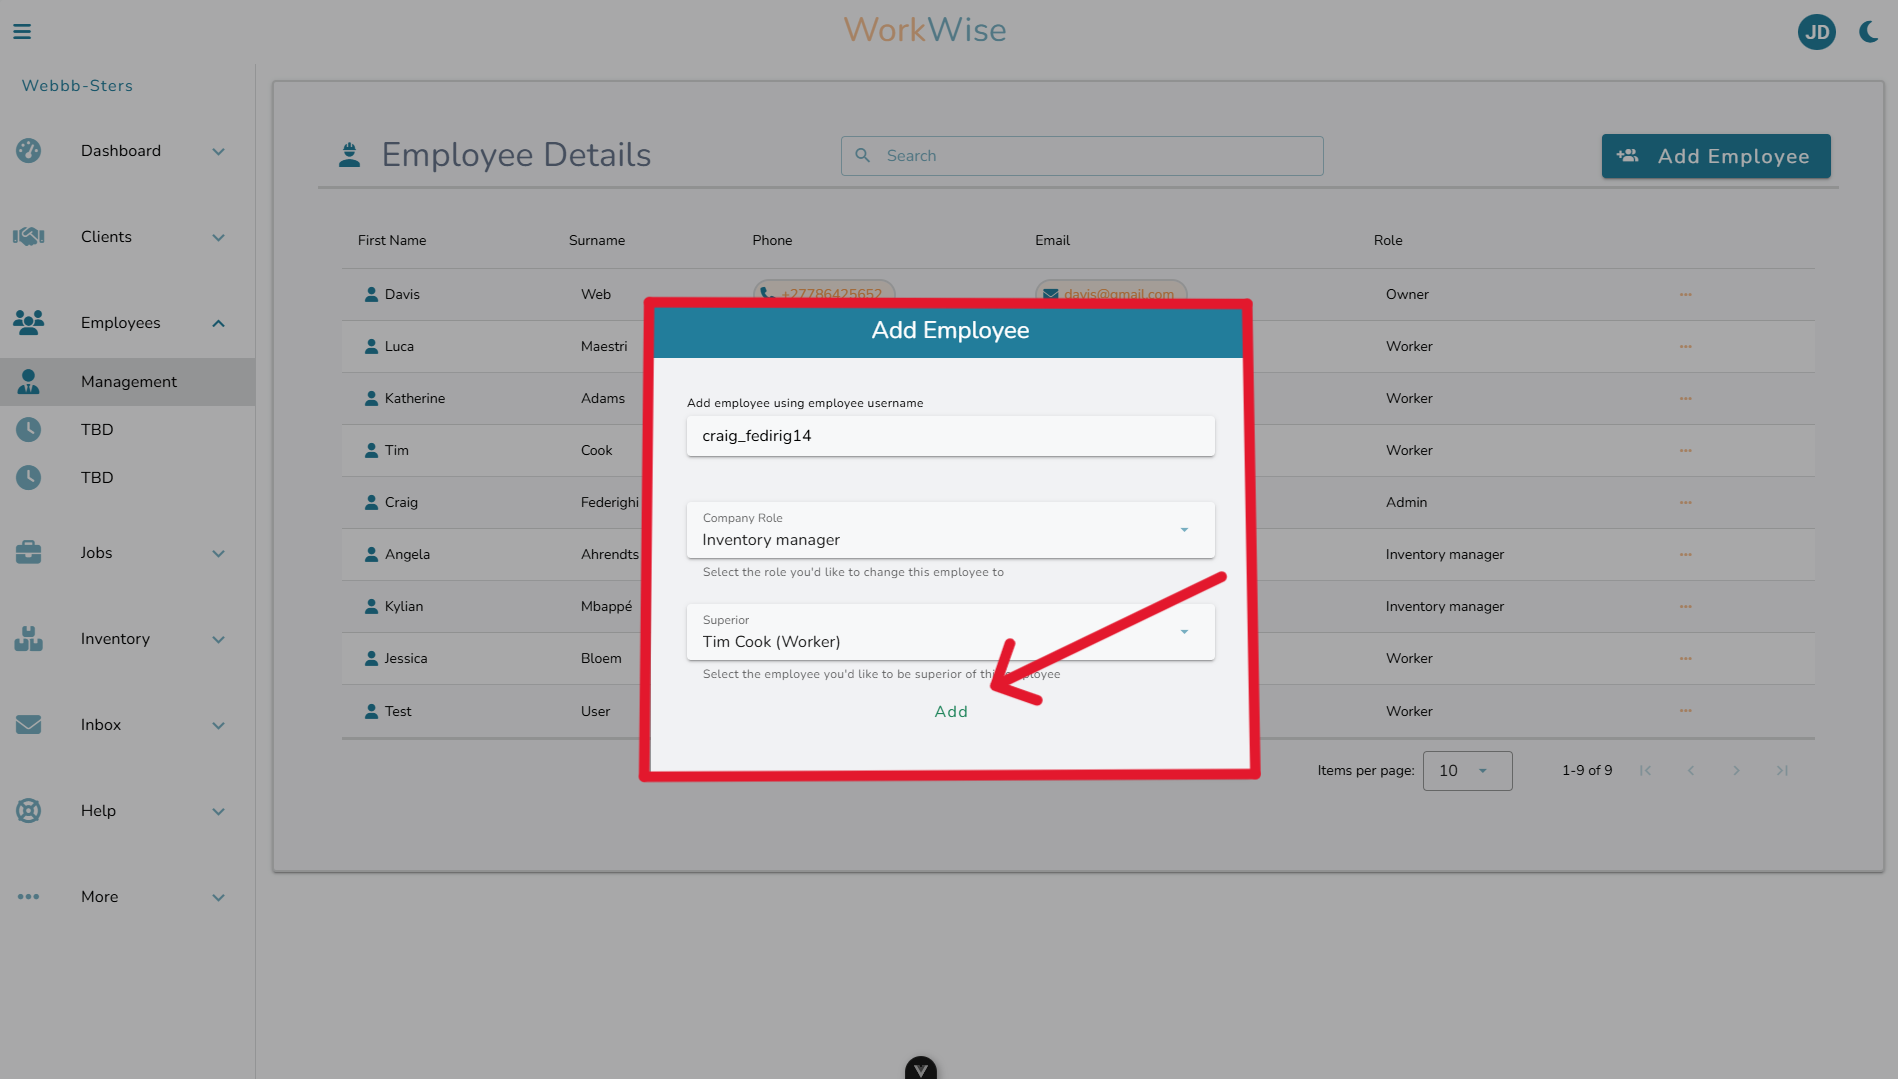 WorkWise
JD
Webbb-Sters
Dashboard
Clients
Employees
Management
TBD
TBD
Jobs
Inventory
Inbox
Help
More
Employee Details
Search
Add Employee
First Name Surname Phone Email Role
Davis Web +27786425652 davis@gmail.com Owner
Luca Maestri Worker
Katherine Adams Worker
Tim Cook Worker
Craig Federighi Admin
Angela Ahrendts Inventory manager
Kylian Mbappé Inventory manager
Jessica Bloem Worker
Test User Worker
Items per page: 10 1-9 of 9
Add Employee
Add employee using employee username
craig_fedirig14
Company Role
Inventory manager
Select the role you'd like to change this employee to
Superior
Tim Cook (Worker)
Select the employee you'd like to be superior of this employee
Add